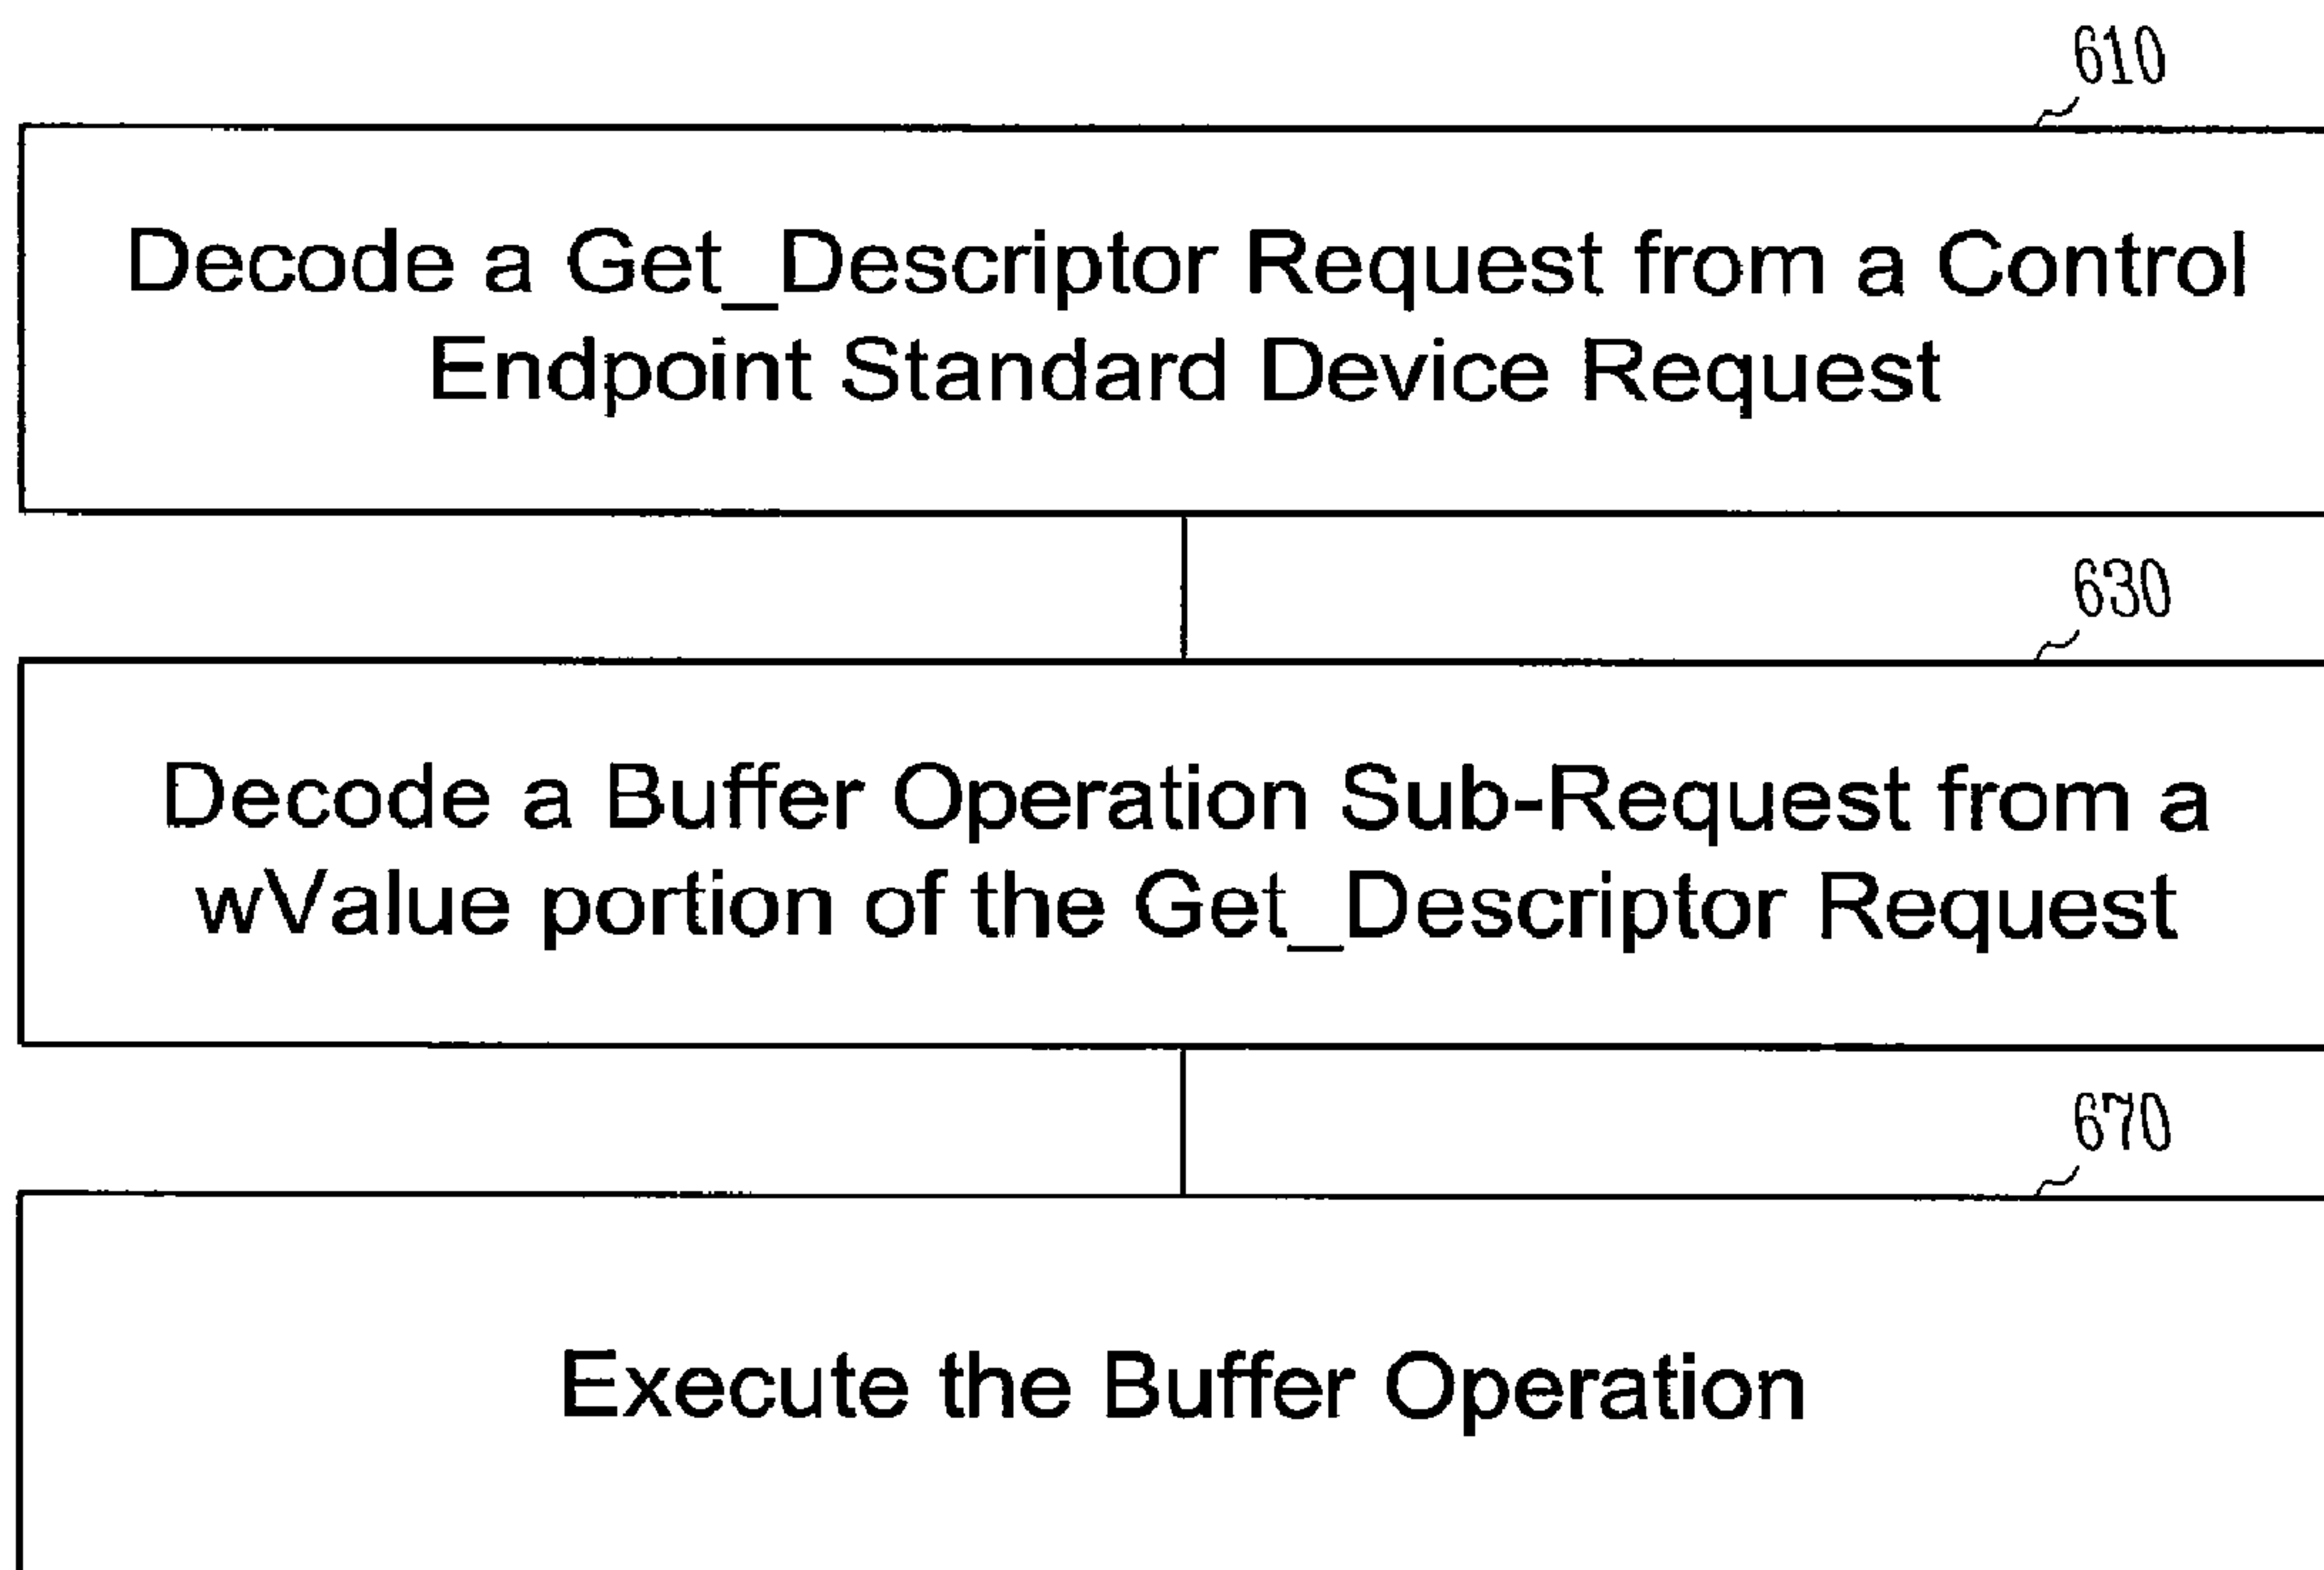 610
Decode a Get_Descriptor Request from a Control
Endpoint Standard Device Request
630
Decode a Buffer Operation Sub-Request from a
wValue portion of the Get_Descriptor Request
670
Execute the Buffer Operation